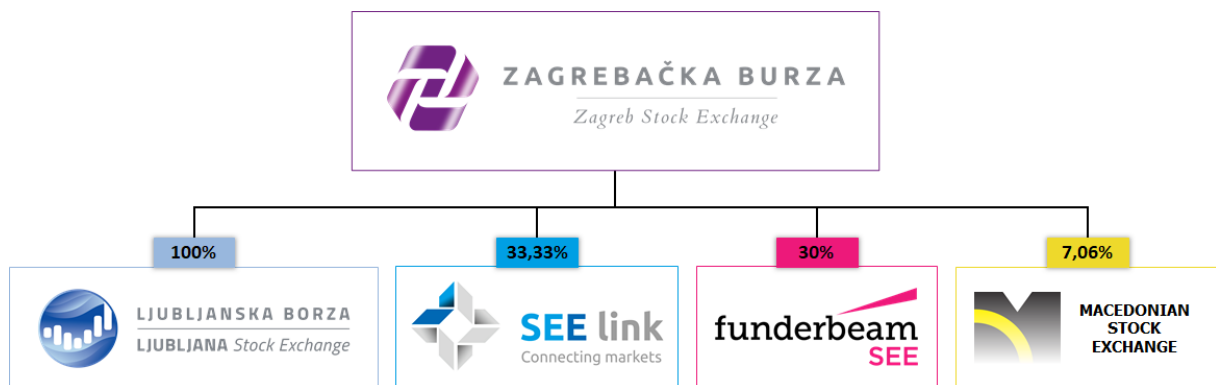 ZAGREBAČKA BURZA
Zagreb Stock Exchange
100%
33,33%
30%
7,06%
LJUBLJANSKA BORZA
LJUBLJANA Stock Exchange
SEE link
Connecting markets
funderbeam
SEE
MACEDONIAN
STOCK
EXCHANGE